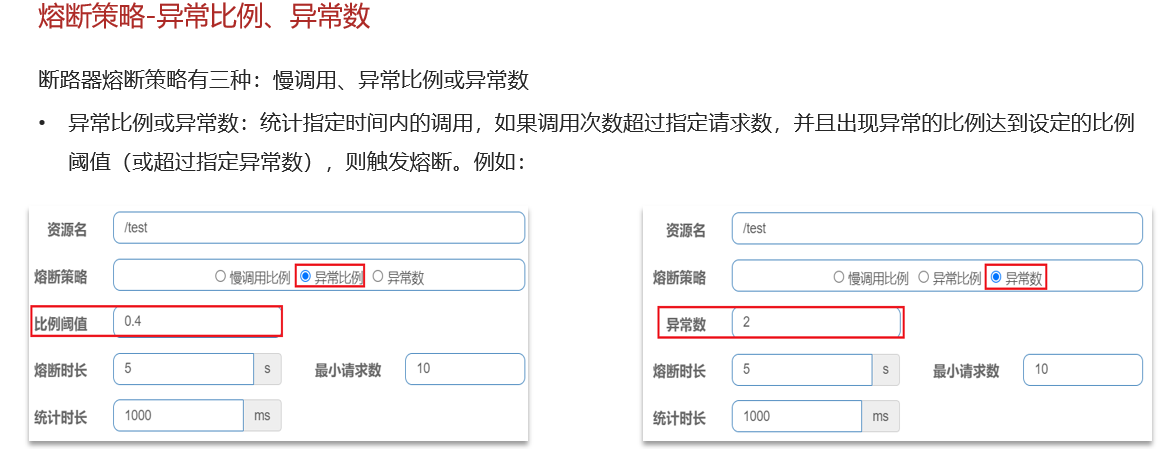 熔断策略-异常比例、异常数
断路器熔断策略有三种：慢调用、异常比例或异常数
• 异常比例或异常数：统计指定时间内的调用，如果调用次数超过指定请求数，并且出现异常的比例达到设定的比例
阈值（或超过指定异常数），则触发熔断。例如：
资源名 /test
熔断策略 慢调用比例 异常比例 异常数
比例阈值 0.4
熔断时长 5 s 最小请求数 10
统计时长 1000 ms
资源名 /test
熔断策略 慢调用比例 异常比例 异常数
异常数 2
熔断时长 5 s 最小请求数 10
统计时长 1000 ms